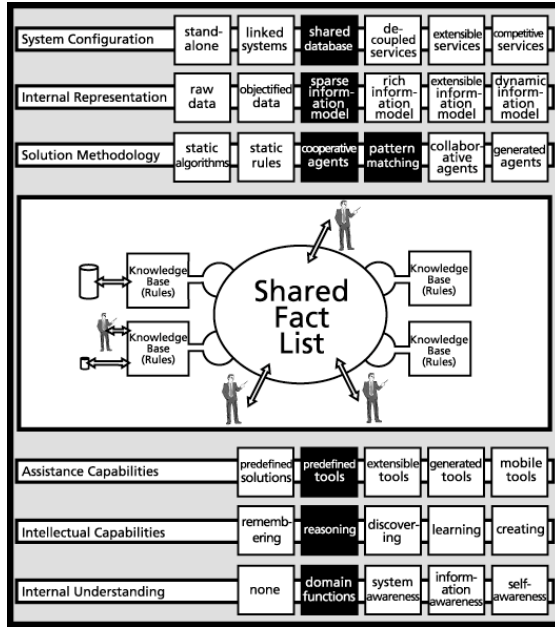 System Configuration
stand-
alone
linked
systems
shared
database
de-
coupled
services
extensible
services
competitive
services
Internal Representation
raw
data
objectified
data
sparse
inform-
ation
model
rich
inform-
ation
model
extensible
inform-
ation
model
dynamic
inform-
ation
model
Solution Methodology
static
algorithms
static
rules
cooperative
agents
pattern
matching
collabor-
ative
agents
generated
agents
Knowledge
Base
(Rules)
Knowledge
Base
(Rules)
Shared
Fact
List
Knowledge
Base
(Rules)
Knowledge
Base
(Rules)
Assistance Capabilities
predefined
solutions
predefined
tools
extensible
tools
generated
tools
mobile
tools
Intellectual Capabilities
rememb-
ering
reasoning
discover-
ing
learning
creating
Internal Understanding
none
domain
functions
system
awareness
inform-
ation
awareness
self-
awareness